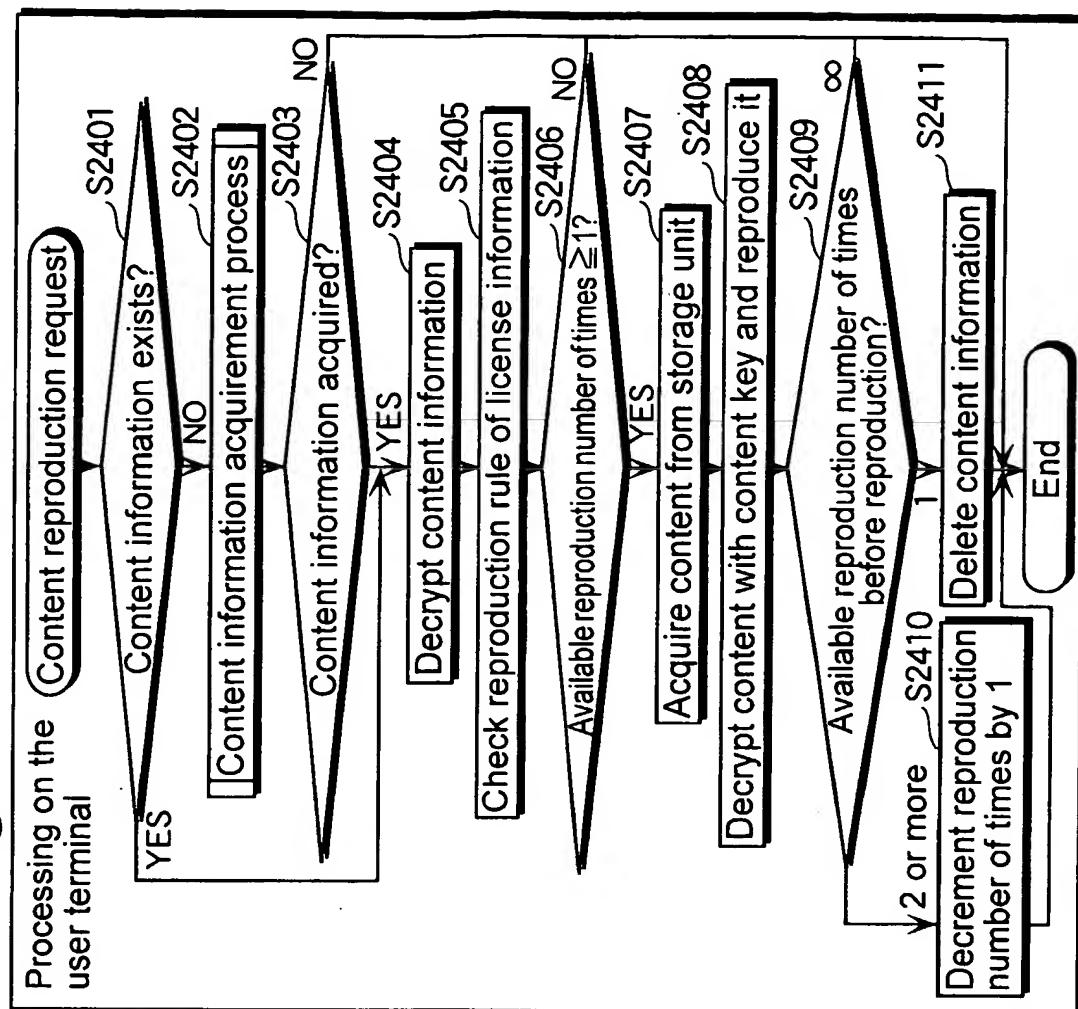 Processing on the
user terminal
Content reproduction request
S2401
Content information exists?
YES
NO
S2402
Content information acquirement process
S2403
Content information acquired?
NO
YES
S2404
Decrypt content information
S2405
Check reproduction rule of license information
S2406
Available reproduction number of times ≧1?
NO
YES
S2407
Acquire content from storage unit
S2408
Decrypt content with content key and reproduce it
S2409
Available reproduction number of times
before reproduction?
∞
2 or more
1
S2410
Decrement reproduction
number of times by 1
S2411
Delete content information
End